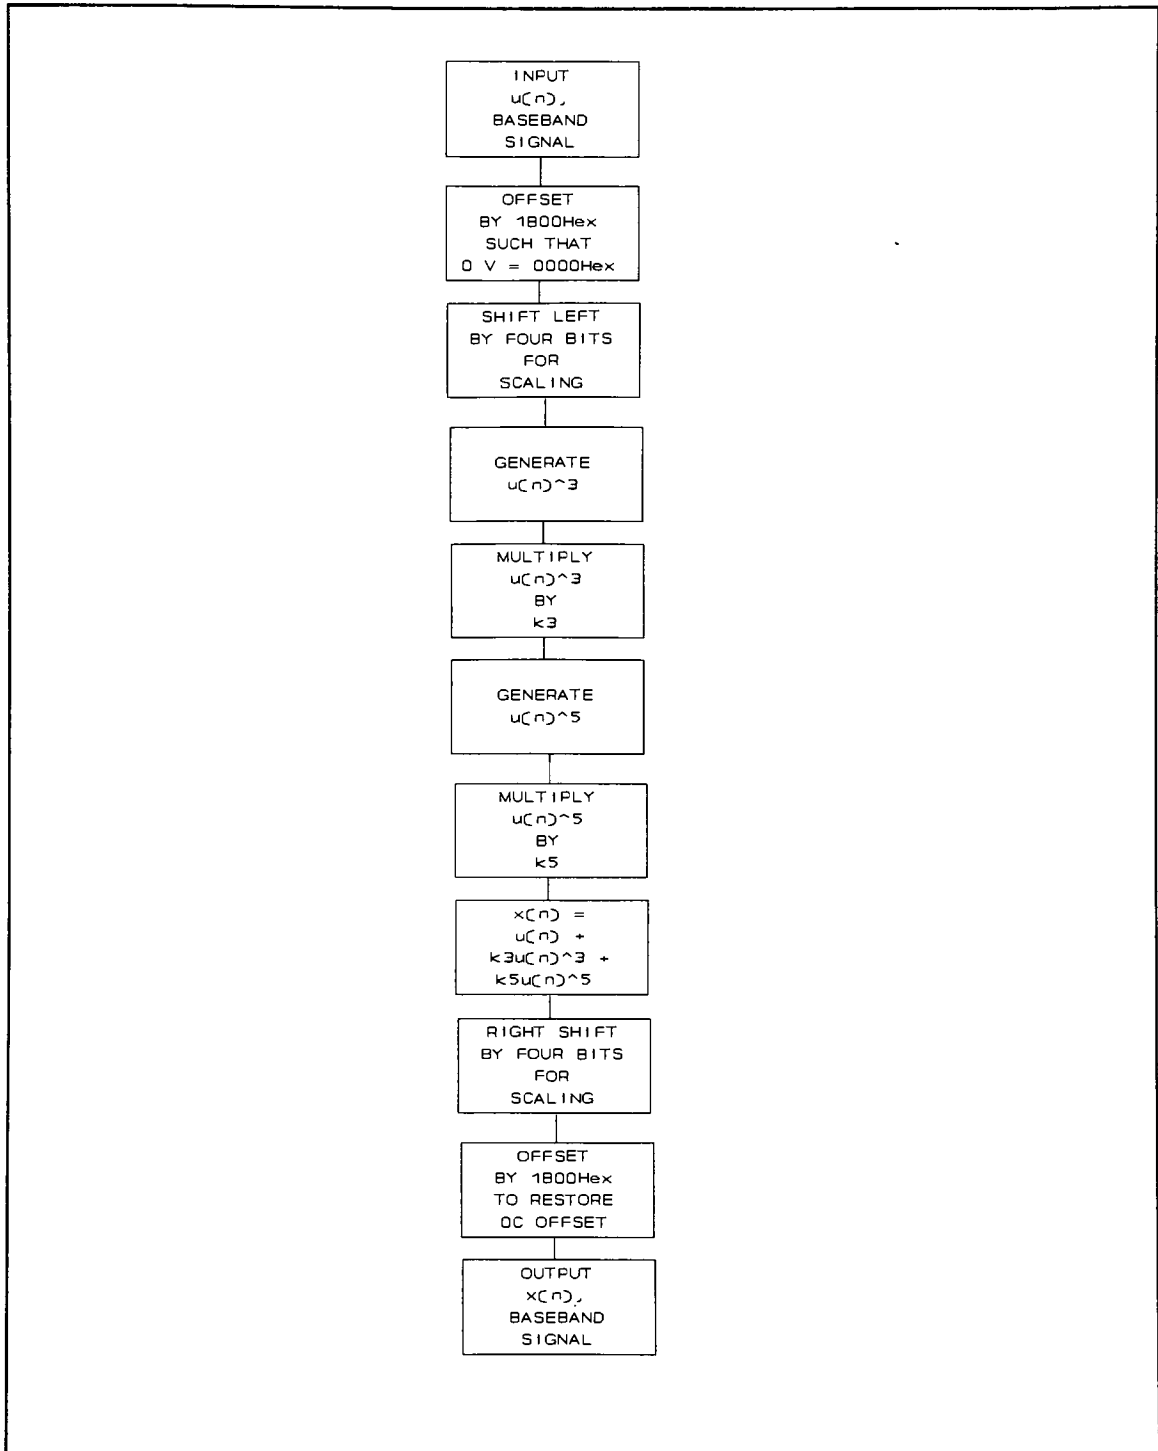 INPUT
u(n),
BASEBAND
SIGNAL
OFFSET
BY 1800Hex
SUCH THAT
0 V = 0000Hex
SHIFT LEFT
BY FOUR BITS
FOR
SCALING
GENERATE
u(n)^3
MULTIPLY
u(n)^3
BY
k3
GENERATE
u(n)^5
MULTIPLY
u(n)^5
BY
k5
x(n) =
u(n) +
k3u(n)^3 +
k5u(n)^5
RIGHT SHIFT
BY FOUR BITS
FOR
SCALING
OFFSET
BY 1800Hex
TO RESTORE
DC OFFSET
OUTPUT
x(n),
BASEBAND
SIGNAL